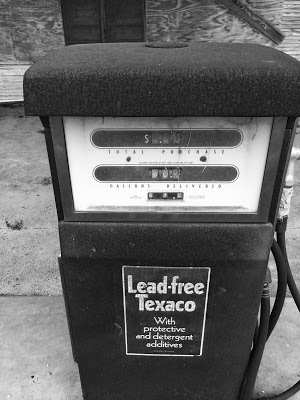 TOTAL PURCHASE
GALLONS DELIVERED
Lead-free
Texaco
With
protective
and detergent
additives